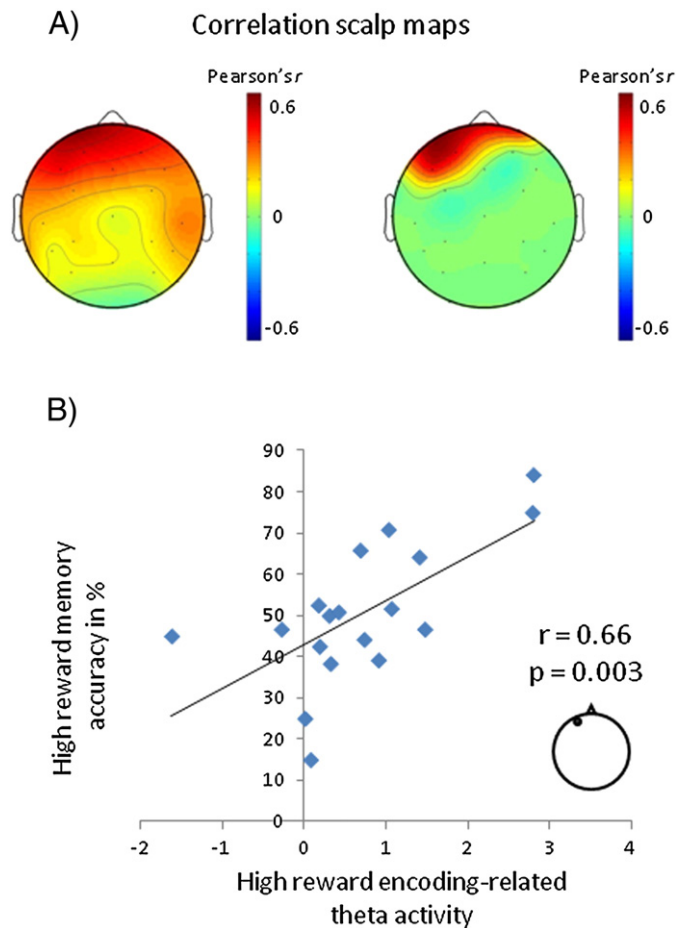 A) Correlation scalp maps
Pearson's r
Pearson's r
0.6
0
-0.6
0.6
0
-0.6
B)
90
80
70
60
50
40
30
20
10
0
-2 -1 0 1 2 3 4
High reward memory
accuracy in %
r = 0.66
p = 0.003
High reward encoding-related
theta activity